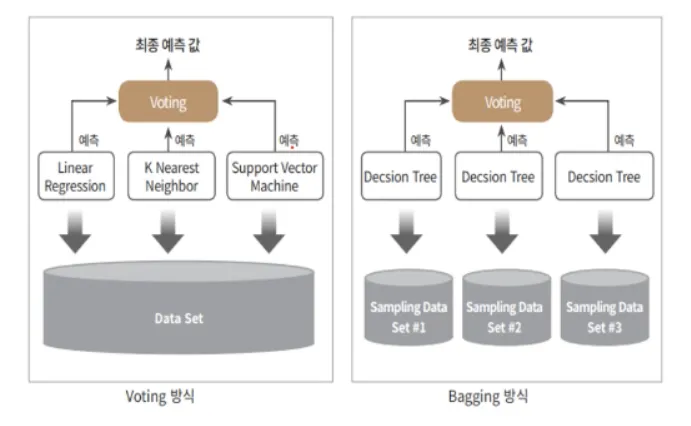 최종 예측 값
Voting
예측 예측 예측
Linear Regression
K Nearest Neighbor
Support Vector Machine
Data Set
Voting 방식
최종 예측 값
Voting
예측 예측 예측
Decsion Tree
Decsion Tree
Decsion Tree
Sampling Data Set #1
Sampling Data Set #2
Sampling Data Set #3
Bagging 방식